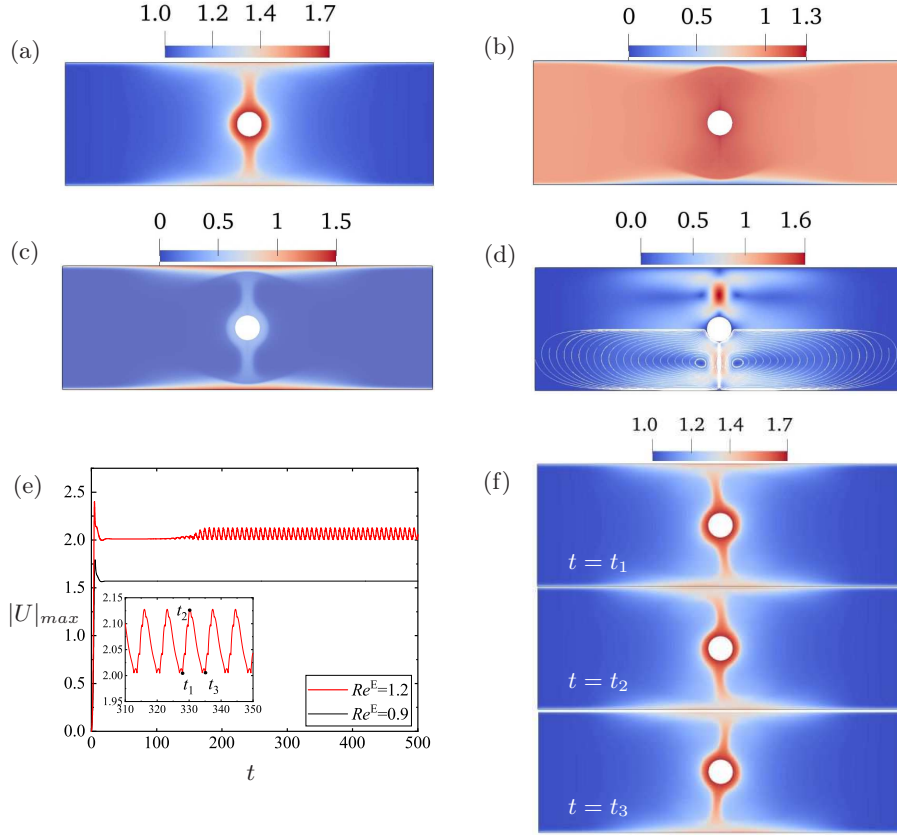 1.0 1.2 1.4 1.7
(a)
0 0.5 1 1.3
(b)
0 0.5 1 1.5
(c)
0.0 0.75 1 1.6
(d)
(e)
2.5
2.0
1.5
1.0
0.5
0.0
|U|max
0 100 200 300 400 500
t
2.15
2.10
2.05
2.00
1.95
310 320 330 340 350
t2
t1 t3
Re^E=1.2
Re^E=0.9
1.0 1.2 1.4 1.7
(f)
t = t1
t = t2
t = t3